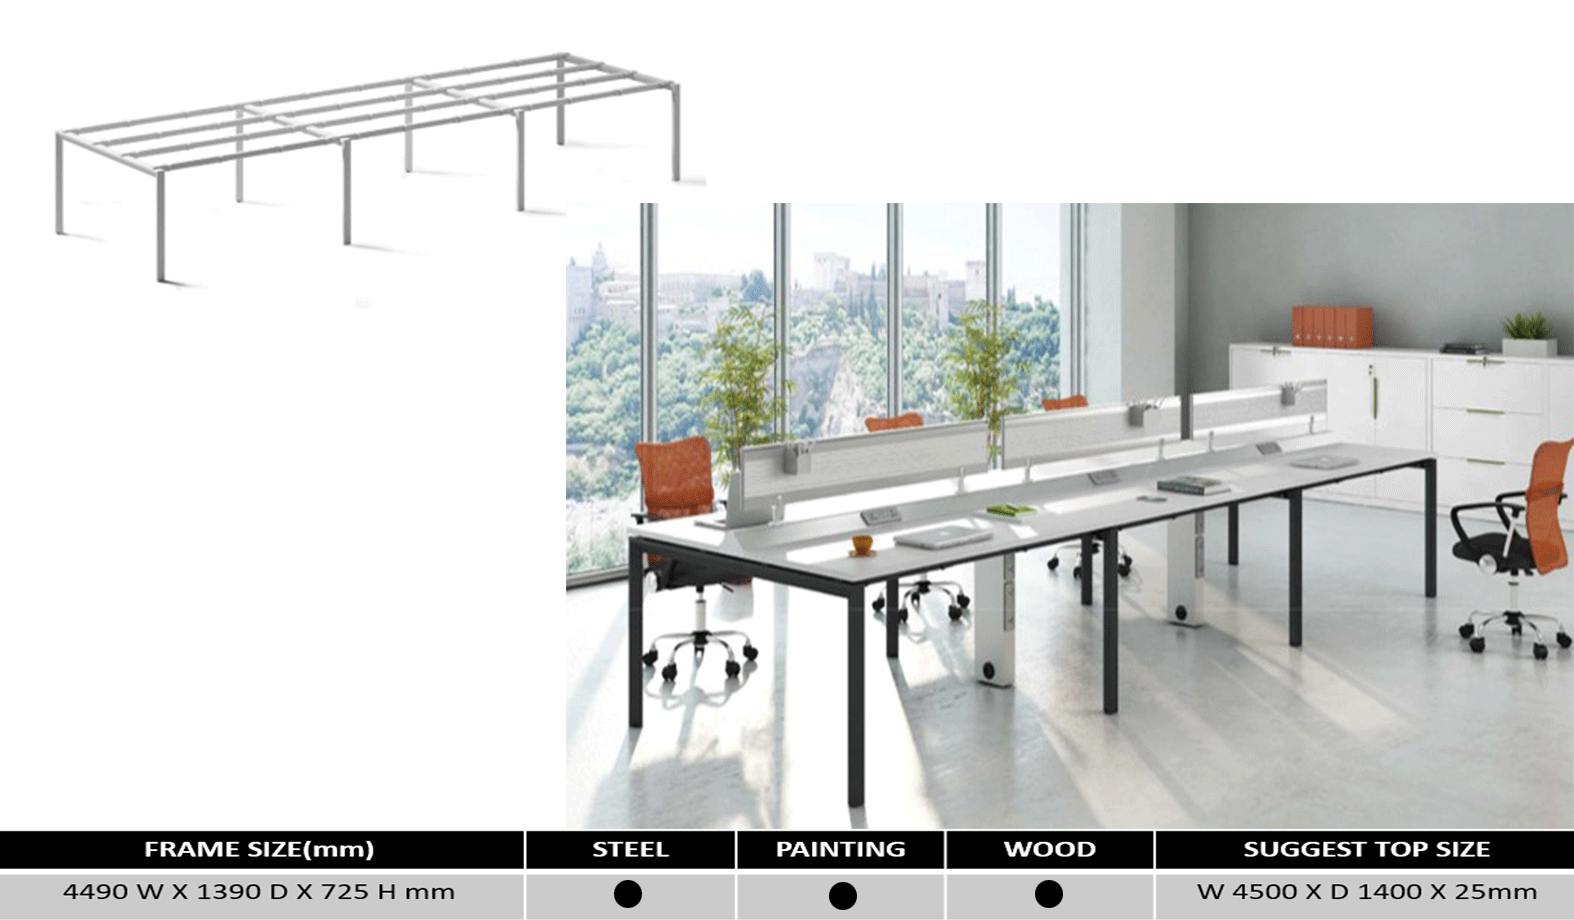 FRAME SIZE(mm) STEEL PAINTING WOOD SUGGEST TOP SIZE
4490 W X 1390 D X 725 H mm ● ● ● W 4500 X D 1400 X 25mm